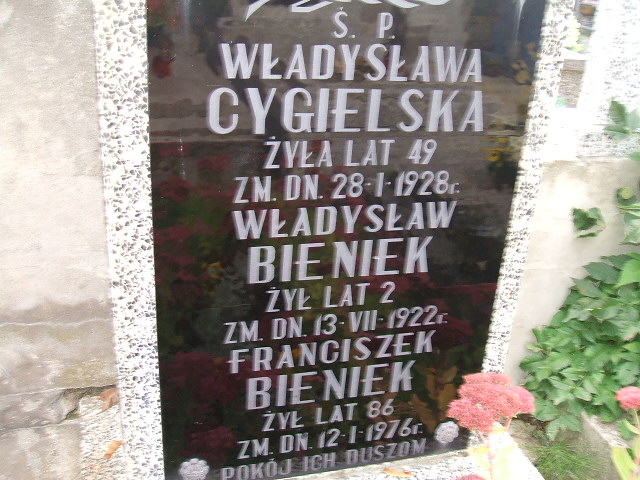 Ś. P.
WŁADYSŁAWA
CYGIELSKA
ŻYŁA LAT 49
ZM. DN. 28-I-1928r.
WŁADYSŁAW
BIENIEK
ŻYŁ LAT 2
ZM. DN. 13-VII-1922r.
FRANCISZEK
BIENIEK
ŻYŁ LAT 86
ZM. DN. 12-I-1976r.
POKÓJ ICH DUSZOM